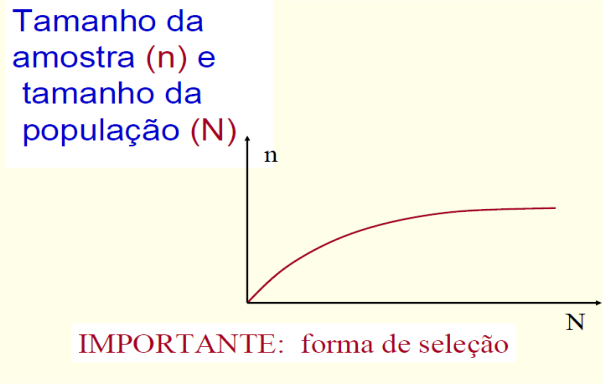 Tamanho da
amostra (n) e
tamanho da
população (N)
n
N
IMPORTANTE: forma de seleção